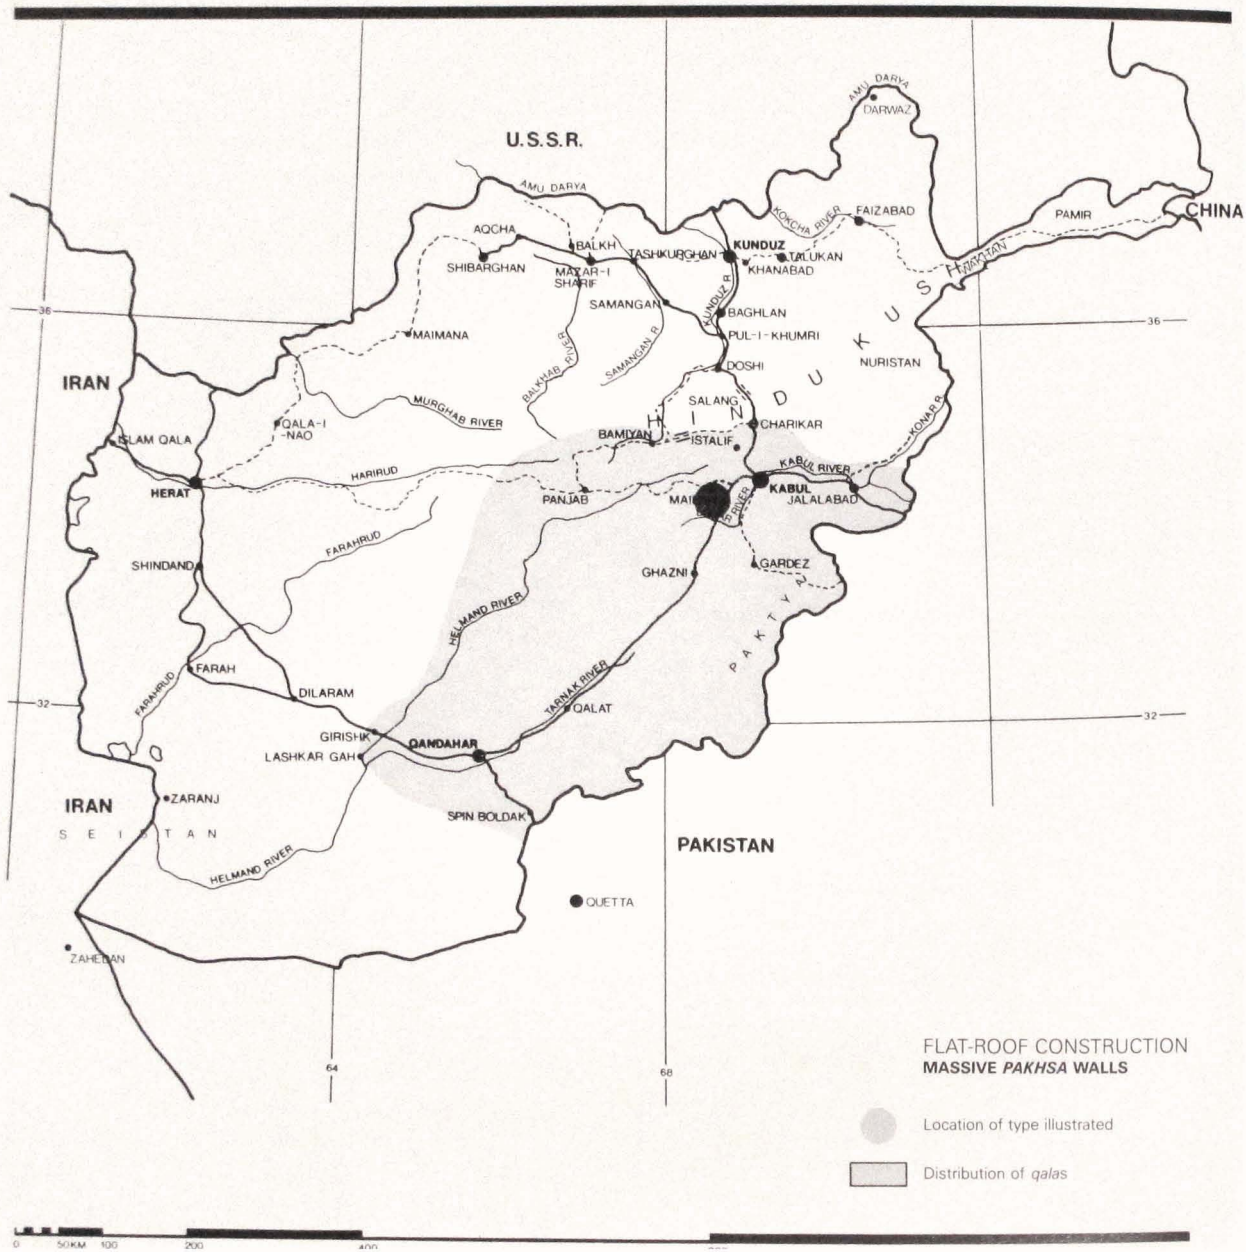 AMU DARYA
DARWAZ
U.S.S.R.
AMU DARYA
KOKCHA RIVER
FAIZABAD
PAMIR
CHINA
WAKHAN
AQCHA
BALKH
TASHKURGHAN
KUNDUZ
TALUKAN
KHANABAD
SHIBARGHAN
MAZAR-I
SHARIF
SAMANGAN
KUNDUZ R.
BAGHLAN
36
36
MAIMANA
PUL-I-KHUMRI
BALKHAB RIVER
SAMANGAN R.
DOSHI
NURISTAN
HINDU KUSH
IRAN
MURGHAB RIVER
SALANG
CHARIKAR
KONAR R.
QALA-I
-NAO
ISLAM QALA
BAMIYAN
ISTALIF
HARIRUD
KABUL RIVER
HERAT
PANJAB
KABUL
JALALABAD
RIVER
FARAHRUD
SHINDAND
GHAZNI
GARDEZ
PAKTYA
HELMAND RIVER
FARAH
FARAHRUD
DILARAM
TARNAK RIVER
QALAT
32
32
GIRISHK
QANDAHAR
LASHKAR GAH
IRAN
ZARANJ
SEISTAN
SPIN BOLDAK
PAKISTAN
HELMAND RIVER
QUETTA
ZAHEDAN
64
68
FLAT-ROOF CONSTRUCTION
MASSIVE PAKHSA WALLS
Location of type illustrated
Distribution of qalas
0 50KM 100 200 400